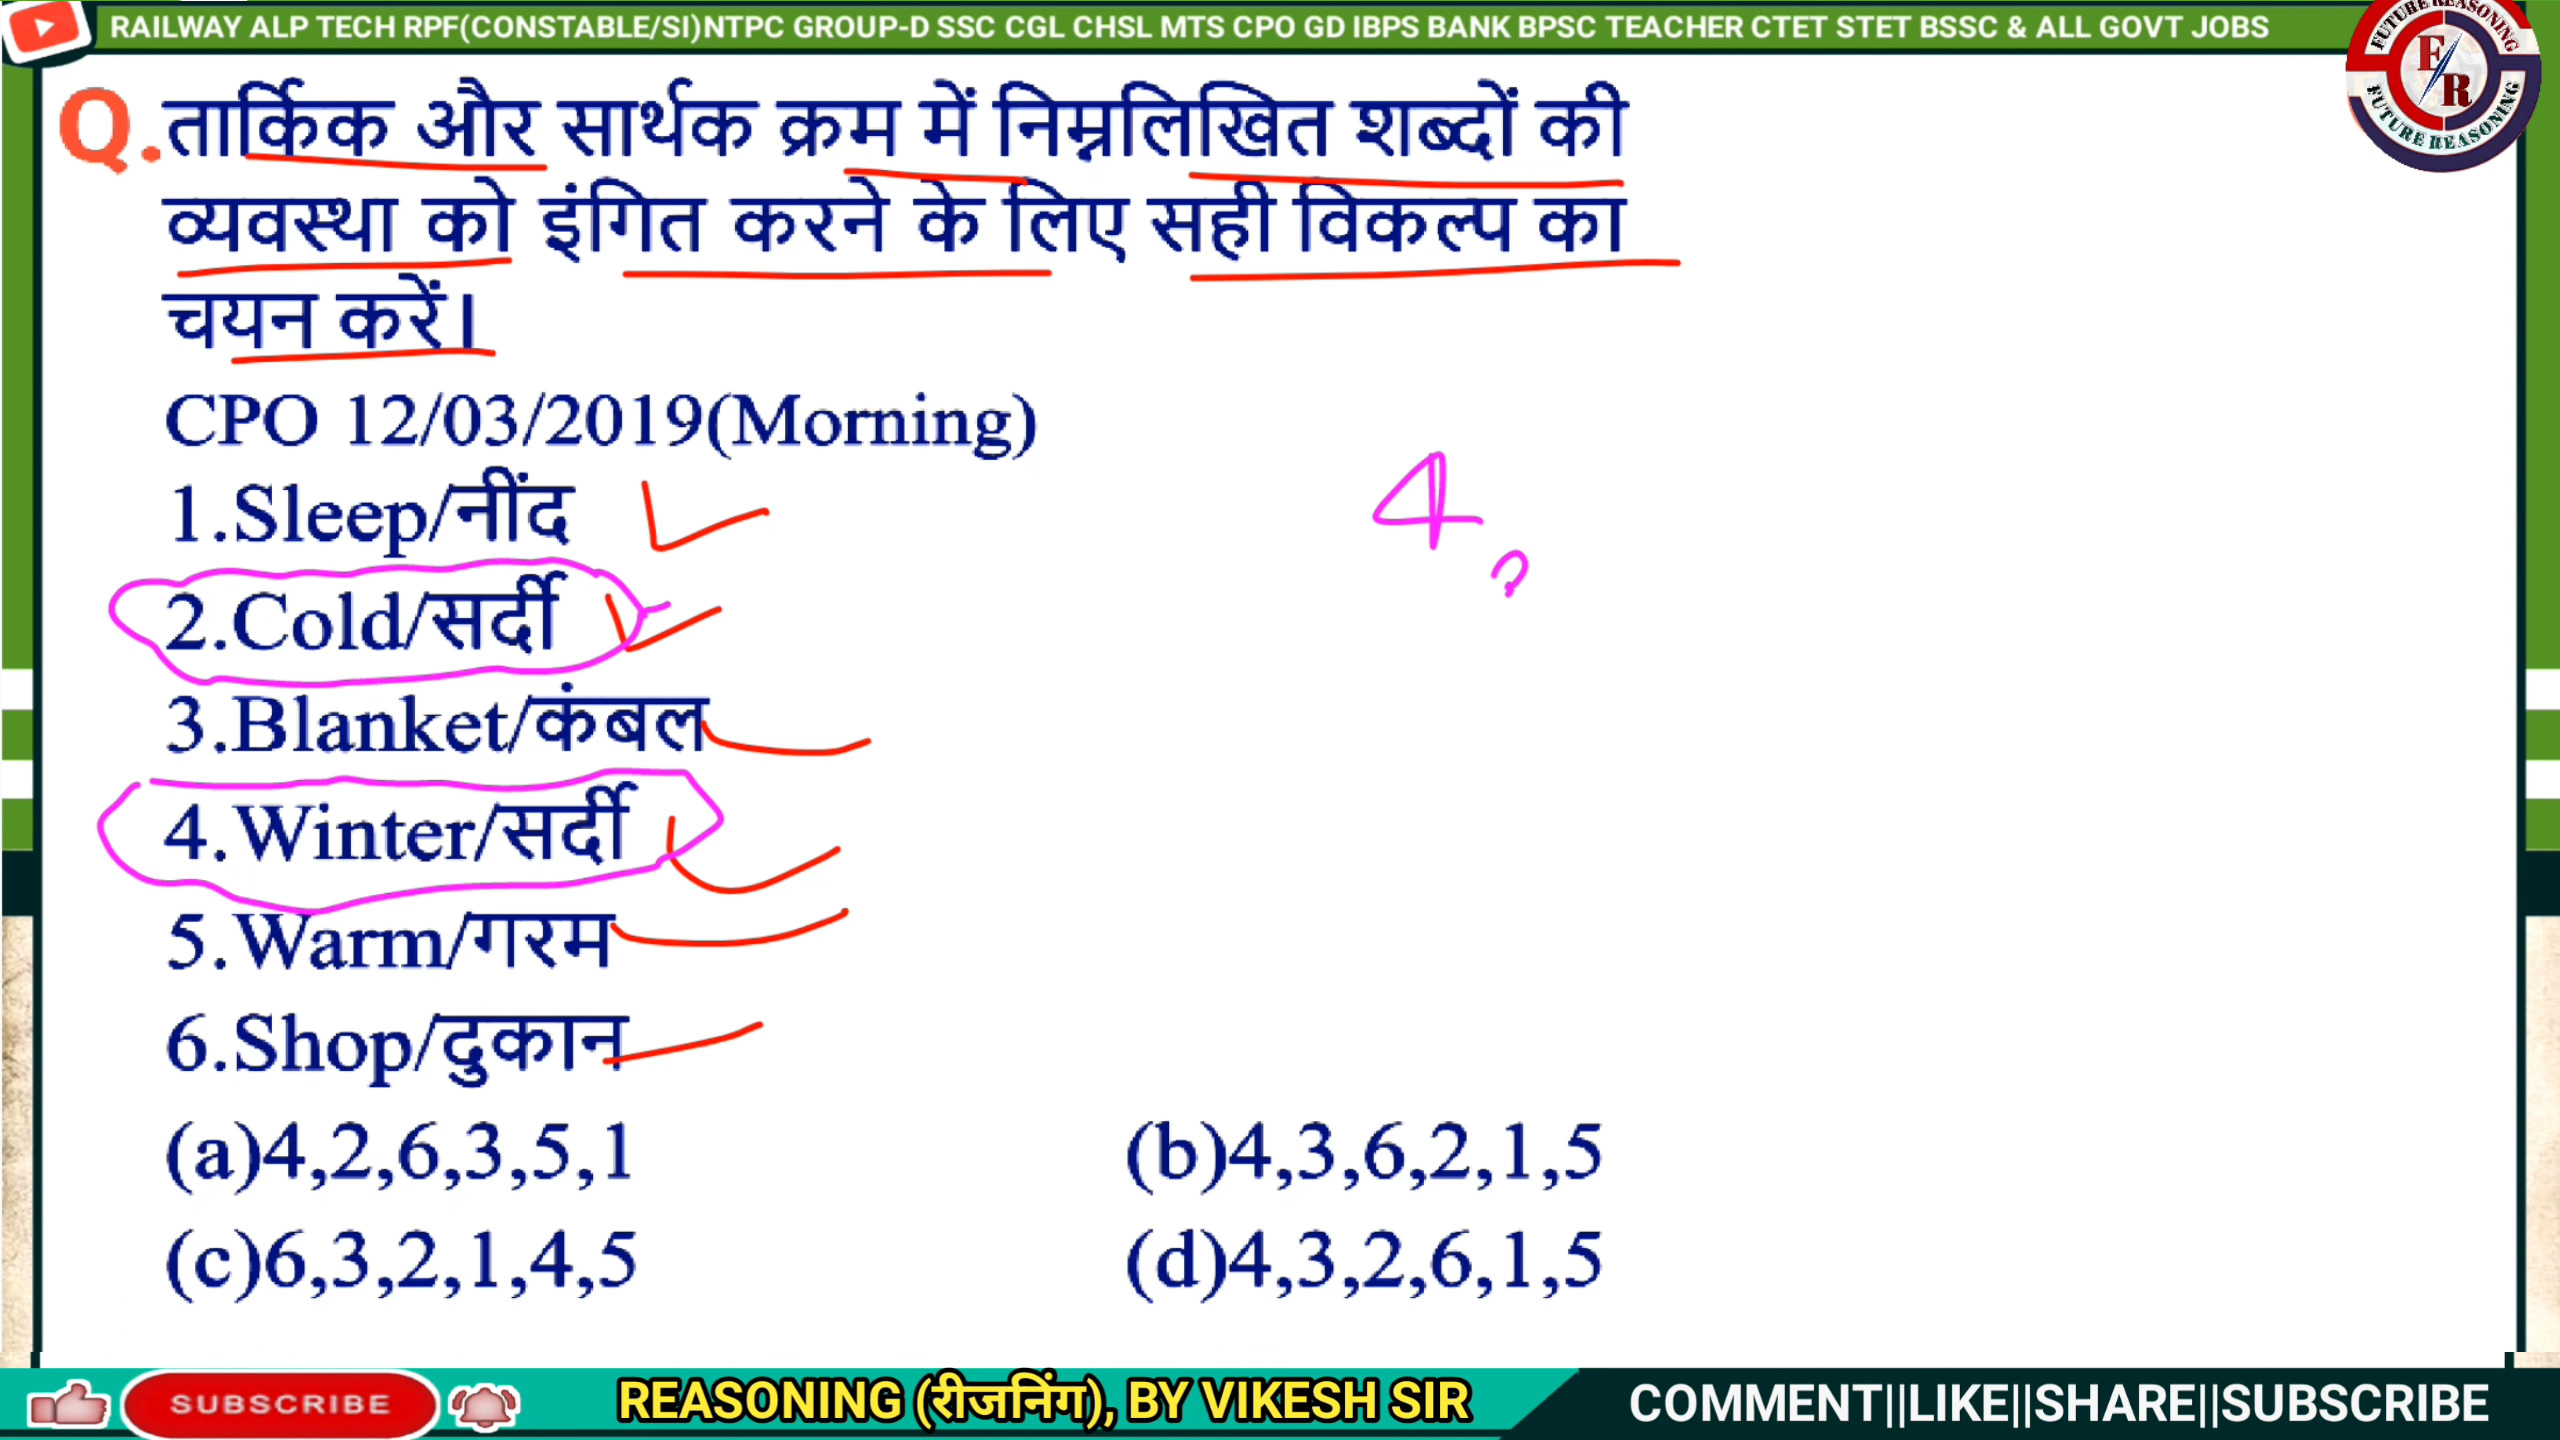 RAILWAY ALP TECH RPF(CONSTABLE/SI)NTPC GROUP-D SSC CGL CHSL MTS CPO GD IBPS BANK BPSC TEACHER CTET STET BSSC & ALL GOVT JOBS
FUTURE REASONING
F/R
FUTURE REASONING
Q.तार्किक और सार्थक क्रम में निम्नलिखित शब्दों की
व्यवस्था को इंगित करने के लिए सही विकल्प का
चयन करें।
CPO 12/03/2019(Morning)
1.Sleep/नींद
4,
2.Cold/सर्दी
3.Blanket/कंबल
4.Winter/सर्दी
5.Warm/गरम
6.Shop/दुकान
(a)4,2,6,3,5,1 (b)4,3,6,2,1,5
(c)6,3,2,1,4,5 (d)4,3,2,6,1,5
SUBSCRIBE REASONING (रीजनिंग), BY VIKESH SIR COMMENT||LIKE||SHARE||SUBSCRIBE